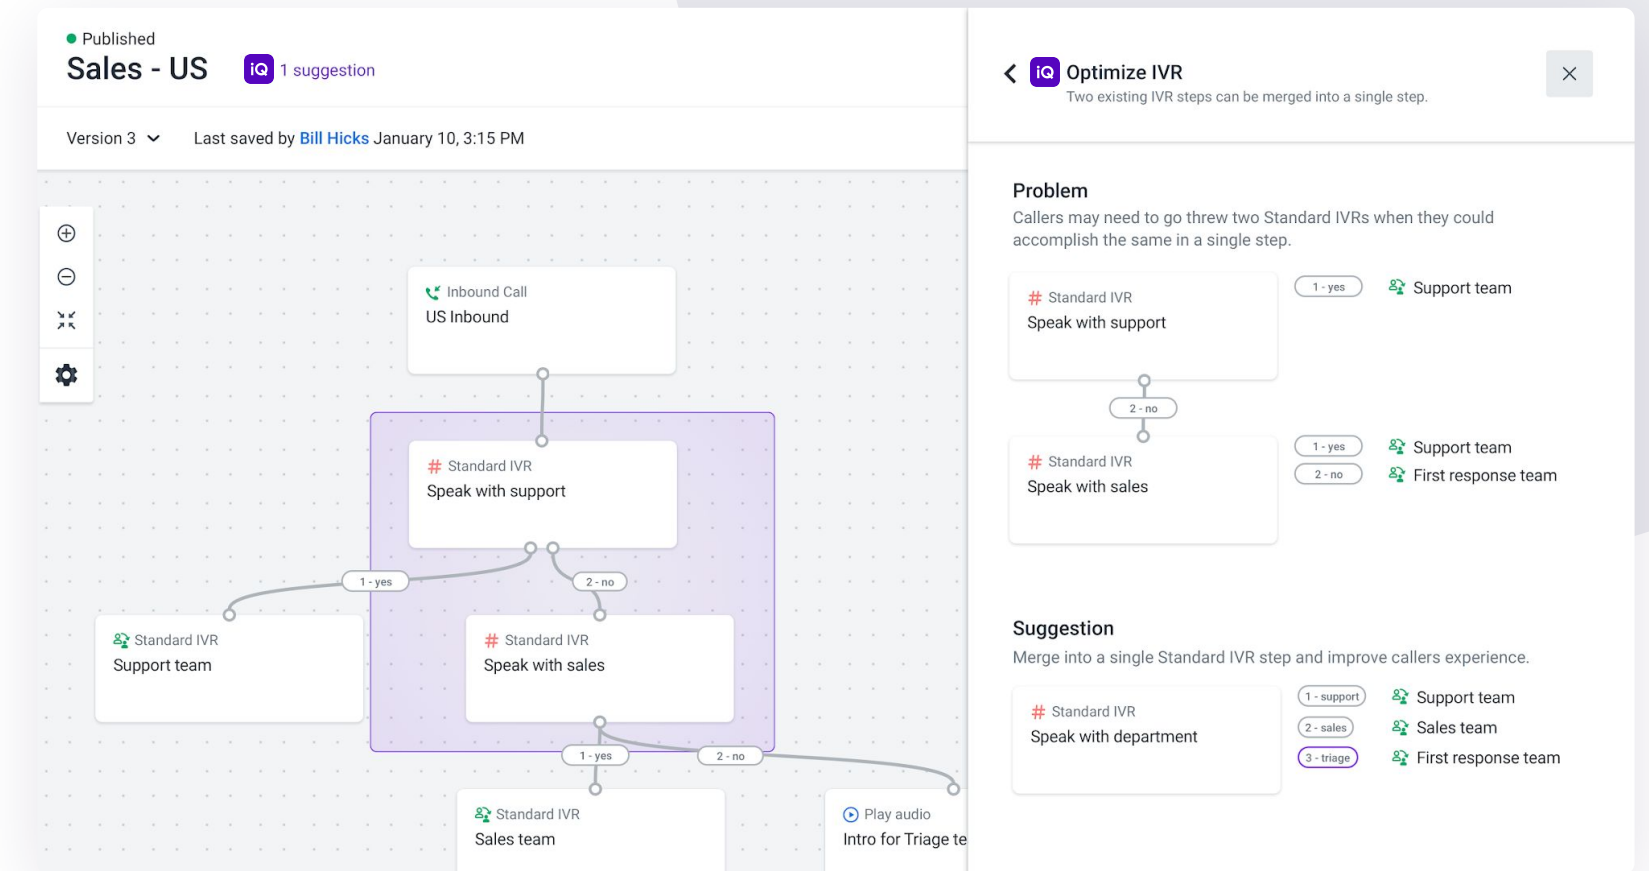 Published
Sales - US
iQ 1 suggestion
Version 3
Last saved by Bill Hicks January 10, 3:15 PM
Inbound Call
US Inbound
Standard IVR
Speak with support
1 - yes
2 - no
Standard IVR
Support team
Standard IVR
Speak with sales
1 - yes
2 - no
Standard IVR
Sales team
Play audio
Intro for Triage te
iQ Optimize IVR
Two existing IVR steps can be merged into a single step.
Problem
Callers may need to go threw two Standard IVRs when they could
accomplish the same in a single step.
# Standard IVR
Speak with support
1 - yes
Support team
2 - no
# Standard IVR
Speak with sales
1 - yes
Support team
2 - no
First response team
Suggestion
Merge into a single Standard IVR step and improve callers experience.
# Standard IVR
Speak with department
1 - support
Support team
2 - sales
Sales team
3 - triage
First response team